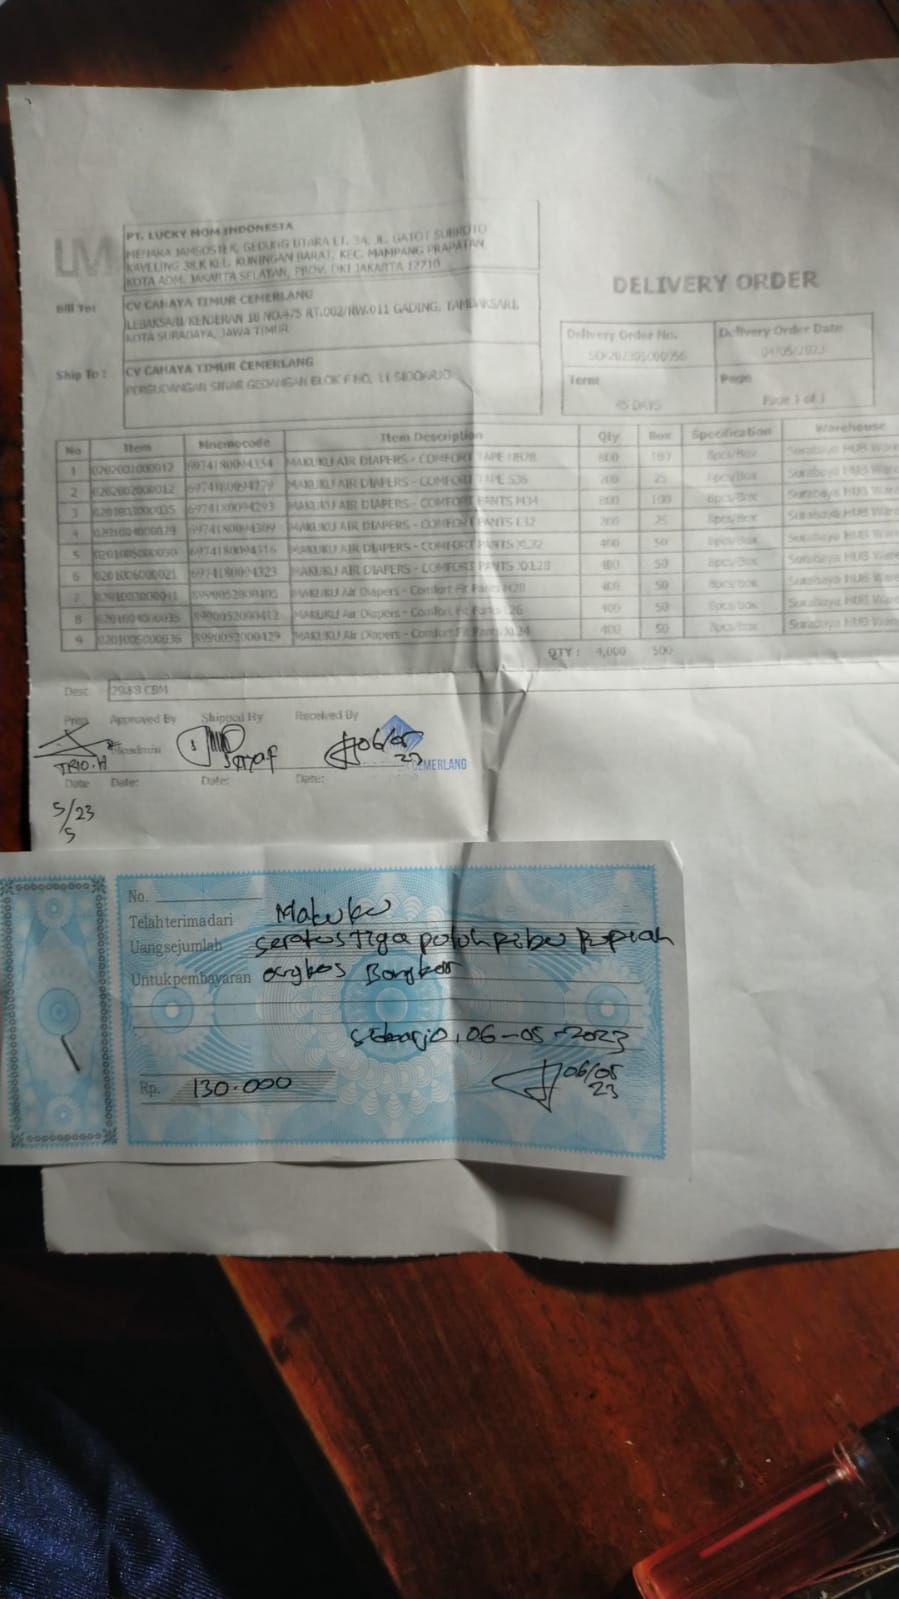 LM
PT. LUCKY MOM INDONESIA
MENARA JAMSOSTEK, GEDUNG UTARA LT. 3A, JL. GATOT SUBROTO
KAVELING 38, KEL. KUNINGAN BARAT, KEC. MAMPANG PRAPATAN,
KOTA ADM. JAKARTA SELATAN, PROV. DKI JAKARTA 12710
DELIVERY ORDER
Bill To:
CV CAHAYA TIMUR CEMERLANG
LEBAKSARI/ KENJERAN 18 NO.475 RT.002/RW.011 GADING, TAMBAKSARI,
KOTA SURABAYA, JAWA TIMUR
Ship To :
CV CAHAYA TIMUR CEMERLANG
PERGUDANGAN SINAR GEDANGAN BLOK F NO. 11 SIDOARJO
Delivery Order No. Delivery Order Date
04/05/2023
Term Page
45 DAYS Page 1 of 1
No Item Mnemocode Item Description Qty Box Specification Warehouse
1 0202001000012 6974180094354 MAKUKU AIR DIAPERS - COMFORT TAPE NB28 800 100 8pcs/Box Surabaya HUB Ware
2 0202002000012 6974180094279 MAKUKU AIR DIAPERS - COMFORT TAPE S36 200 25 8pcs/Box Surabaya HUB Ware
3 0201003000035 6974180094293 MAKUKU AIR DIAPERS - COMFORT PANTS M34 800 100 8pcs/Box Surabaya HUB Ware
4 0201004000029 6974180094309 MAKUKU AIR DIAPERS - COMFORT PANTS L32 200 25 8pcs/Box Surabaya HUB Ware
5 0201005000030 6974180094316 MAKUKU AIR DIAPERS - COMFORT PANTS XL32 400 50 8pcs/Box Surabaya HUB Ware
6 0201006000021 6974180094323 MAKUKU AIR DIAPERS - COMFORT PANTS XXL28 400 50 8pcs/Box Surabaya HUB Ware
7 0201003000041 8990052000405 MAKUKU Air Diapers - Comfort Fit Pants M28 400 50 8pcs/box Surabaya HUB Ware
8 0201004000035 8990052000412 MAKUKU Air Diapers - Comfort Fit Pants L26 400 50 8pcs/box Surabaya HUB Ware
9 0201005000036 8990052000429 MAKUKU Air Diapers - Comfort Fit Pants XL24 400 50 8pcs/box Surabaya HUB Ware
QTY : 4,000 500
Dest 29.89 CBM
Prep Approved By Shipped By Received By
06/05
23
TRIO.H
CEMERLANG
Date Date: Date: Date:
5/23
5
No.
Telah terima dari Makuku
Uang sejumlah seratus Tiga puluh Ribu Rupiah
Untuk pembayaran ongkos Bongkar
Sidoarjo, 06-05-2023
Rp. 130.000
06/05
23